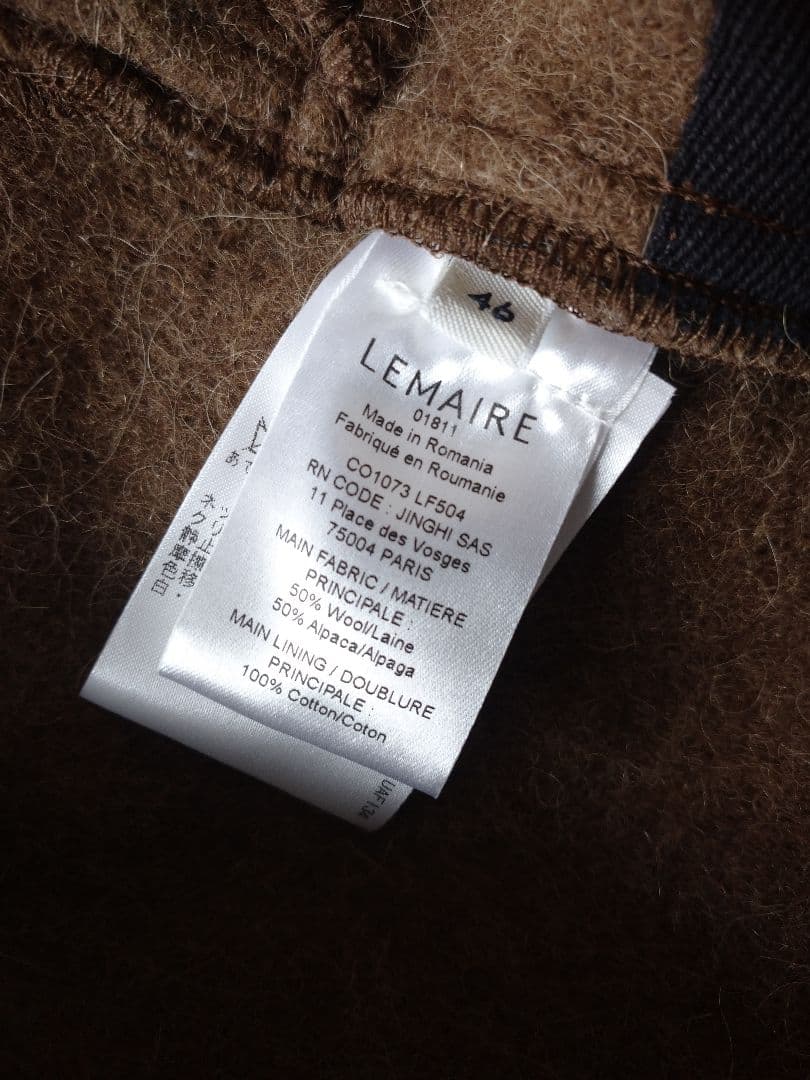 46
LEMAIRE
01811
Made in Romania
Fabriqué en Roumanie
CO1073 LF504
RN CODE : JINGHI SAS
11 Place des Vosges
75004 PARIS
MAIN FABRIC / MATIERE
PRINCIPALE :
50% Wool/Laine
50% Alpaca/Alpaga
MAIN LINING / DOUBLURE
PRINCIPALE :
100% Cotton/Coton